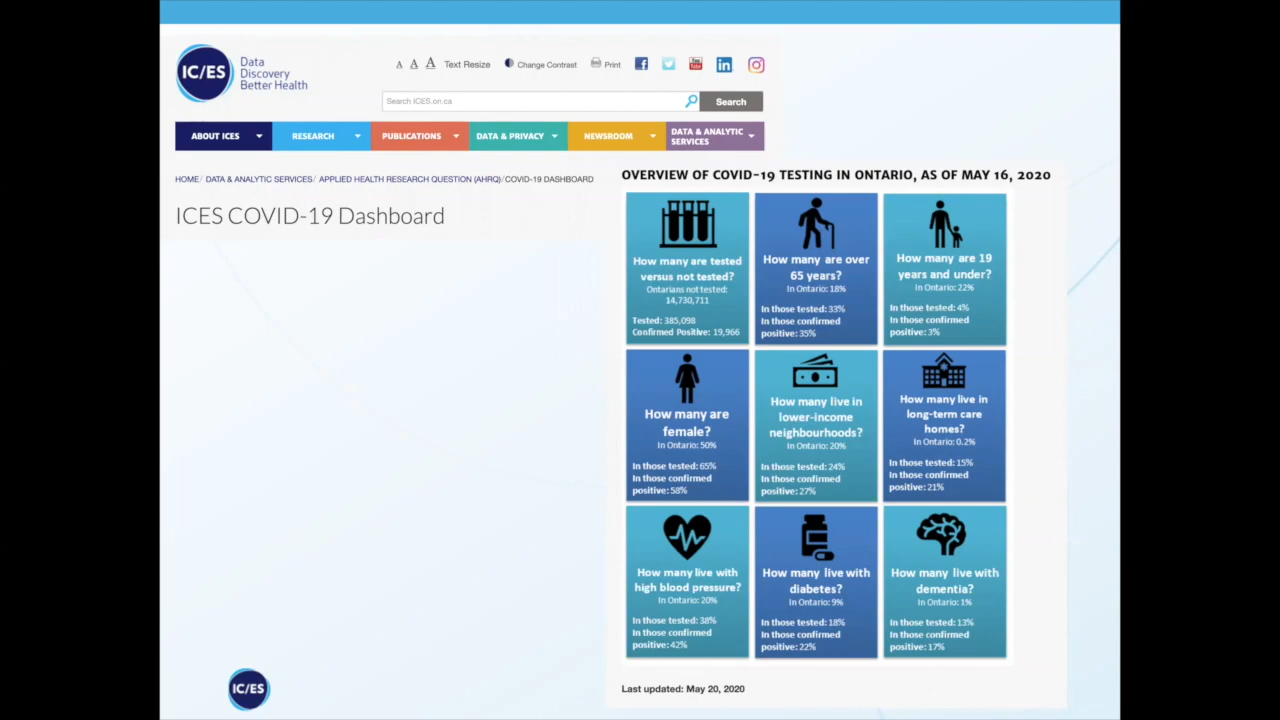 IC/ES
Data
Discovery
Better Health
A A A Text Resize Change Contrast Print
Search ICES.on.ca
Search
ABOUT ICES RESEARCH PUBLICATIONS DATA & PRIVACY NEWSROOM DATA & ANALYTIC SERVICES
HOME/ DATA & ANALYTIC SERVICES/ APPLIED HEALTH RESEARCH QUESTION (AHRQ)/COVID-19 DASHBOARD
ICES COVID-19 Dashboard
OVERVIEW OF COVID-19 TESTING IN ONTARIO, AS OF MAY 16, 2020
How many are tested
versus not tested?
Ontarians not tested:
14,730,711
Tested: 385,098
Confirmed Positive: 19,966
How many are over
65 years?
In Ontario: 18%
In those tested: 33%
In those confirmed
positive: 35%
How many are 19
years and under?
In Ontario: 22%
In those tested: 4%
In those confirmed
positive: 3%
How many are
female?
In Ontario: 50%
In those tested: 65%
In those confirmed
positive: 58%
How many live in
lower-income
neighbourhoods?
In Ontario: 20%
In those tested: 24%
In those confirmed
positive: 27%
How many live in
long-term care
homes?
In Ontario: 0.2%
In those tested: 15%
In those confirmed
positive: 21%
How many live with
high blood pressure?
In Ontario: 20%
In those tested: 38%
In those confirmed
positive: 42%
How many live with
diabetes?
In Ontario: 9%
In those tested: 18%
In those confirmed
positive: 22%
How many live with
dementia?
In Ontario: 1%
In those tested: 13%
In those confirmed
positive: 17%
Last updated: May 20, 2020
IC/ES